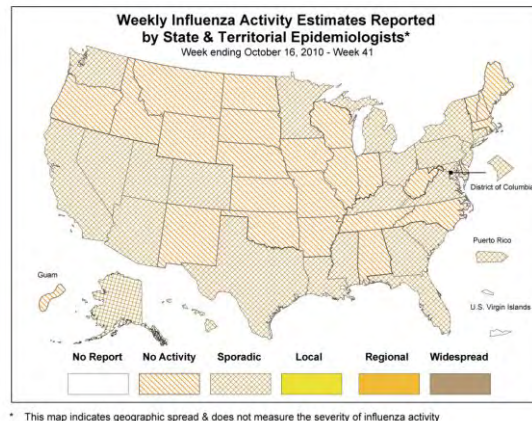 Weekly Influenza Activity Estimates Reported
by State & Territorial Epidemiologists*
Week ending October 16, 2010 - Week 41
District of Columbia
Puerto Rico
Guam
U.S. Virgin Islands
No Report No Activity Sporadic Local Regional Widespread
* This map indicates geographic spread & does not measure the severity of influenza activity